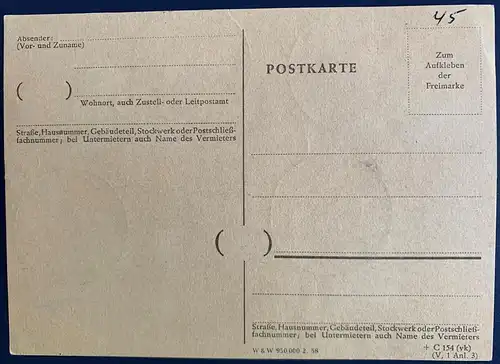 45
Absender:
(Vor- und Zuname)
( )
Wohnort, auch Zustell- oder Leitpostamt
Straße, Hausnummer, Gebäudeteil, Stockwerk oder Postschließ-
fachnummer; bei Untermietern auch Name des Vermieters
POSTKARTE
Zum
Aufkleben
der
Freimarke
( )
Straße, Hausnummer, Gebäudeteil, Stockwerk oder Postschließ-
fachnummer; bei Untermietern auch Name des Vermieters
W & W 950 000 2. 58
+ C 154 (vk)
(V, 1 Anl. 3)